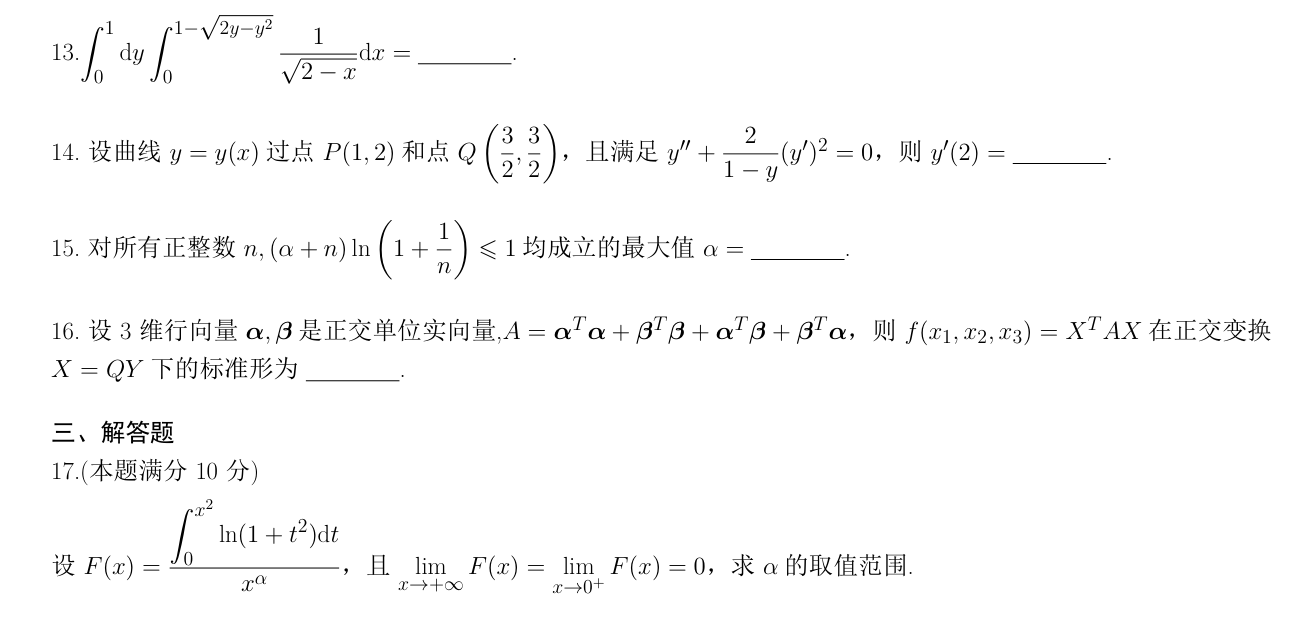 13. $\int_0^1 \mathrm{d}y \int_0^{1-\sqrt{2y-y^2}} \frac{1}{\sqrt{2-x}} \mathrm{d}x =$ ________.
14. 设曲线 $y = y(x)$ 过点 $P(1,2)$ 和点 $Q\left(\frac{3}{2}, \frac{3}{2}\right)$，且满足 $y'' + \frac{2}{1-y}(y')^2 = 0$，则 $y'(2) =$ ________.
15. 对所有正整数 $n, (\alpha + n)\ln\left(1 + \frac{1}{n}\right) \leqslant 1$ 均成立的最大值 $\alpha =$ ________.
16. 设 3 维行向量 $\boldsymbol{\alpha}, \boldsymbol{\beta}$ 是正交单位实向量,$A = \boldsymbol{\alpha}^T\boldsymbol{\alpha} + \boldsymbol{\beta}^T\boldsymbol{\beta} + \boldsymbol{\alpha}^T\boldsymbol{\beta} + \boldsymbol{\beta}^T\boldsymbol{\alpha}$，则 $f(x_1, x_2, x_3) = X^T A X$ 在正交变换
$X = QY$ 下的标准形为 ________.
三、解答题
17.(本题满分 10 分)
设 $F(x) = \frac{\int_0^{x^2} \ln(1+t^2)\mathrm{d}t}{x^\alpha}$，且 $\lim_{x \to +\infty} F(x) = \lim_{x \to 0^+} F(x) = 0$，求 $\alpha$ 的取值范围.